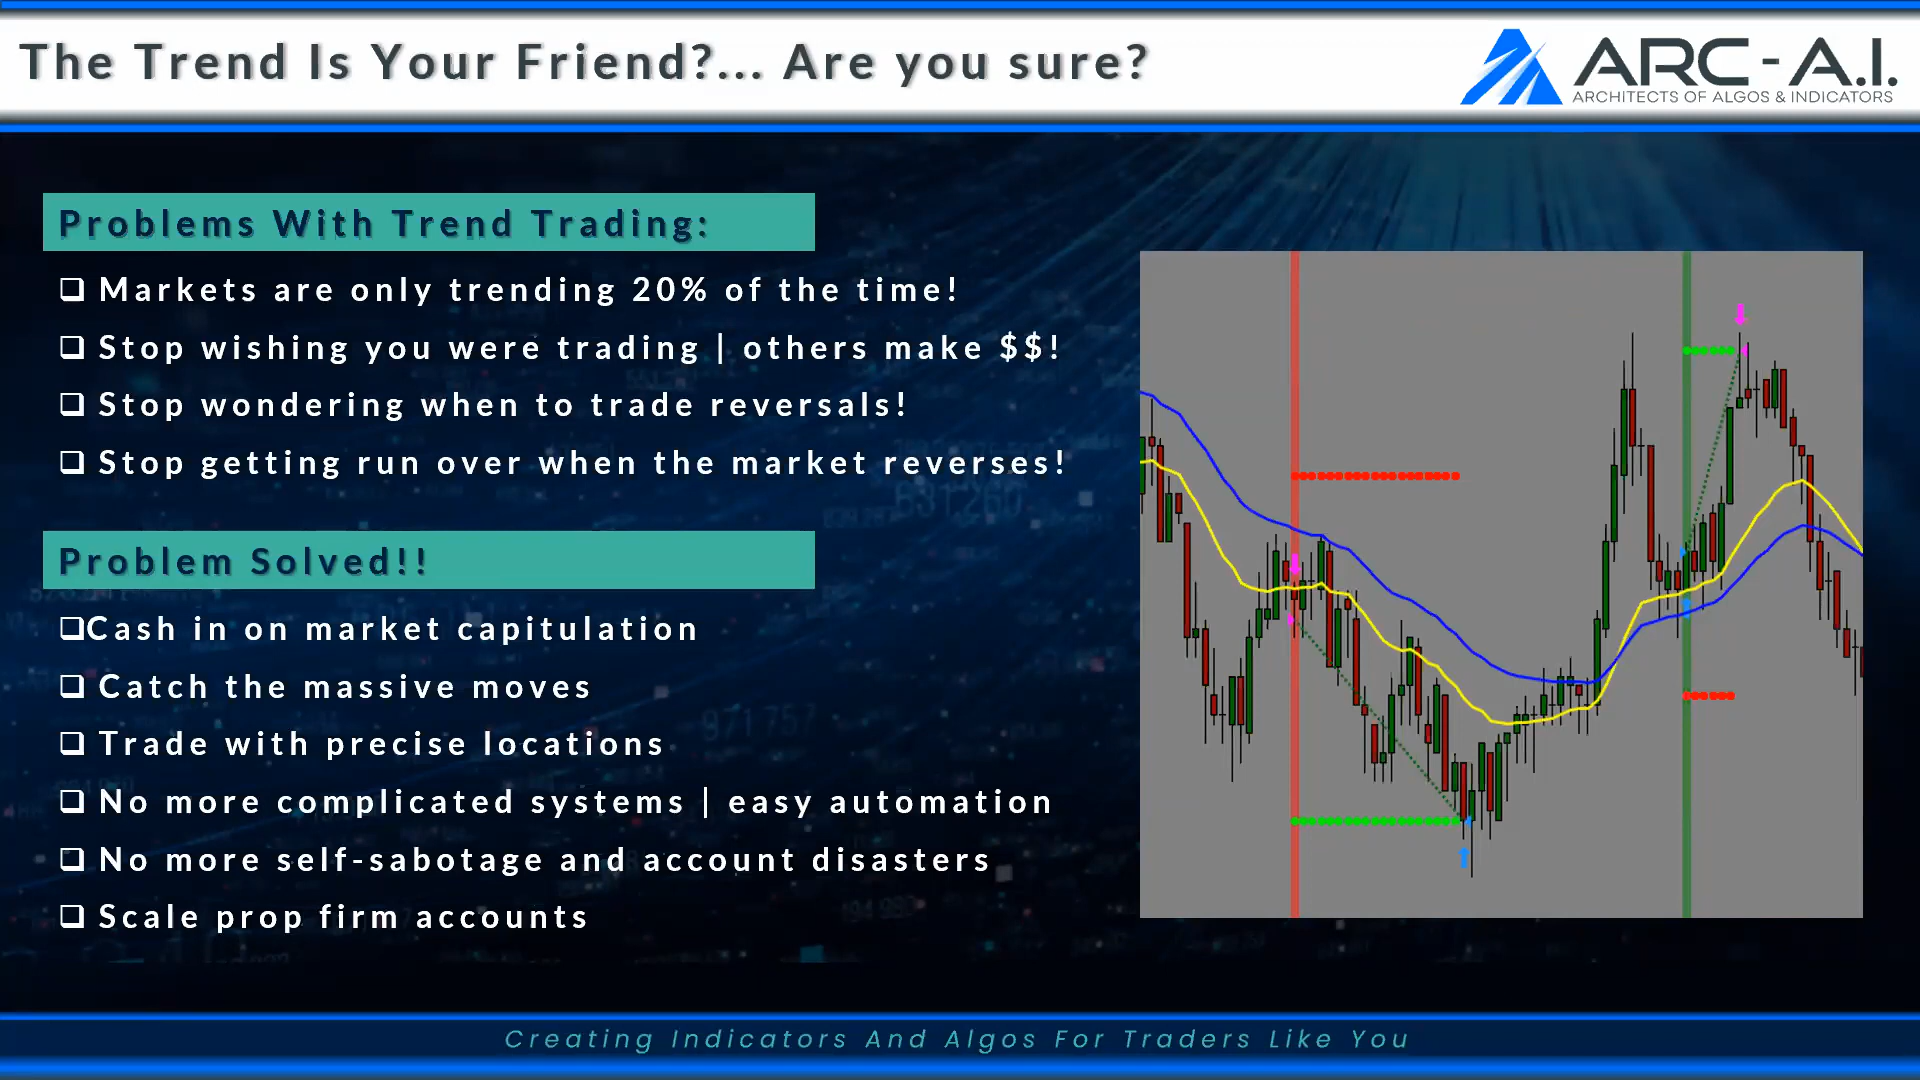 The Trend Is Your Friend?... Are you sure?
ARC-A.I.
ARCHITECTS OF ALGOS & INDICATORS
Problems With Trend Trading:
❑ Markets are only trending 20% of the time!
❑ Stop wishing you were trading | others make $$!
❑ Stop wondering when to trade reversals!
❑ Stop getting run over when the market reverses!
Problem Solved!!
❑Cash in on market capitulation
❑ Catch the massive moves
❑ Trade with precise locations
❑ No more complicated systems | easy automation
❑ No more self-sabotage and account disasters
❑ Scale prop firm accounts
Creating Indicators And Algos For Traders Like You